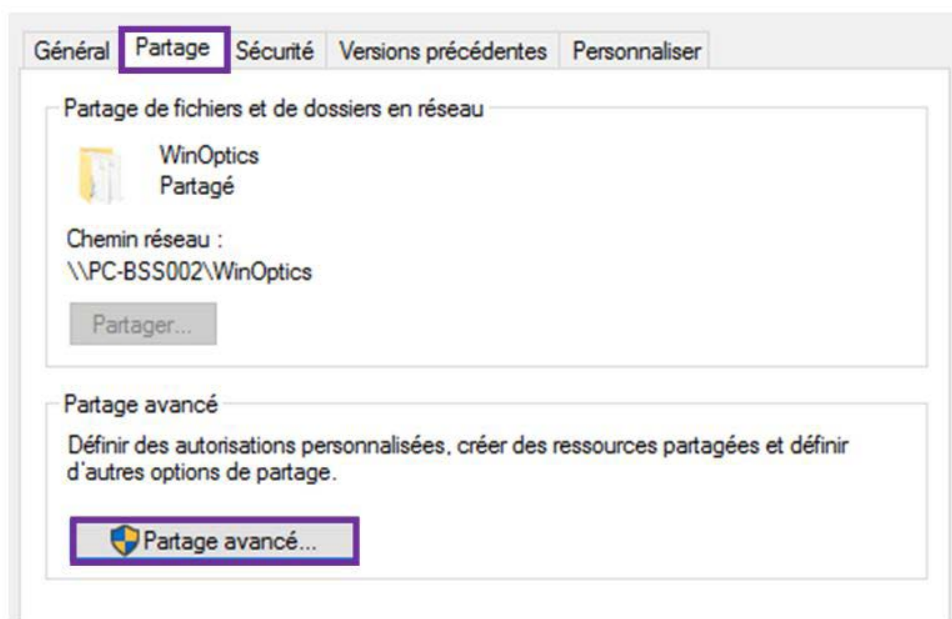 Général Partage Sécurité Versions précédentes Personnaliser
Partage de fichiers et de dossiers en réseau
WinOptics
Partagé
Chemin réseau :
\\PC-BSS002\WinOptics
Partager...
Partage avancé
Définir des autorisations personnalisées, créer des ressources partagées et définir
d'autres options de partage.
Partage avancé...